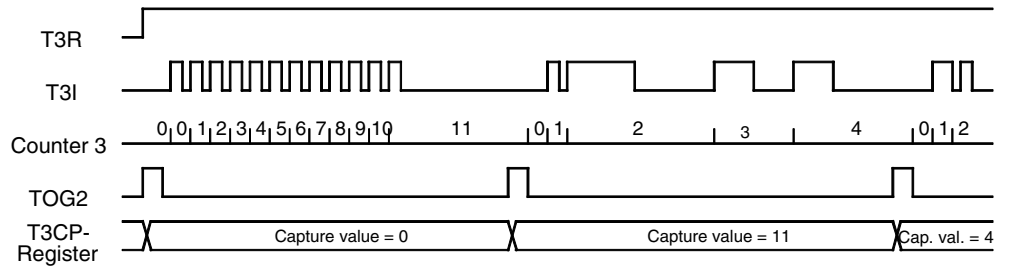 T3R
T3I
Counter 3 0 0 1 2 3 4 5 6 7 8 9 10 11 0 1 2 3 4 0 1 2
TOG2
T3CP-
Register Capture value = 0 Capture value = 11 Cap. val. = 4